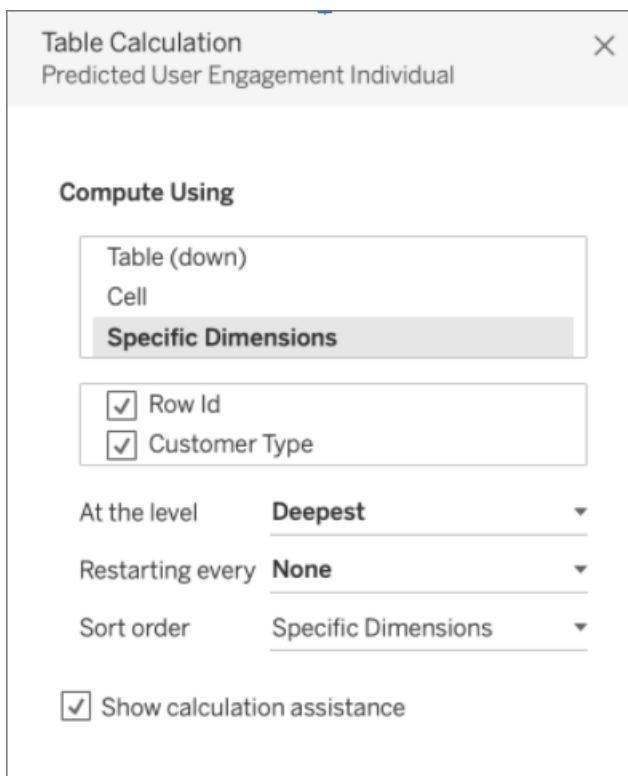 Table Calculation
Predicted User Engagement Individual
Compute Using
Table (down)
Cell
Specific Dimensions
Row Id
Customer Type
At the level Deepest
Restarting every None
Sort order Specific Dimensions
Show calculation assistance